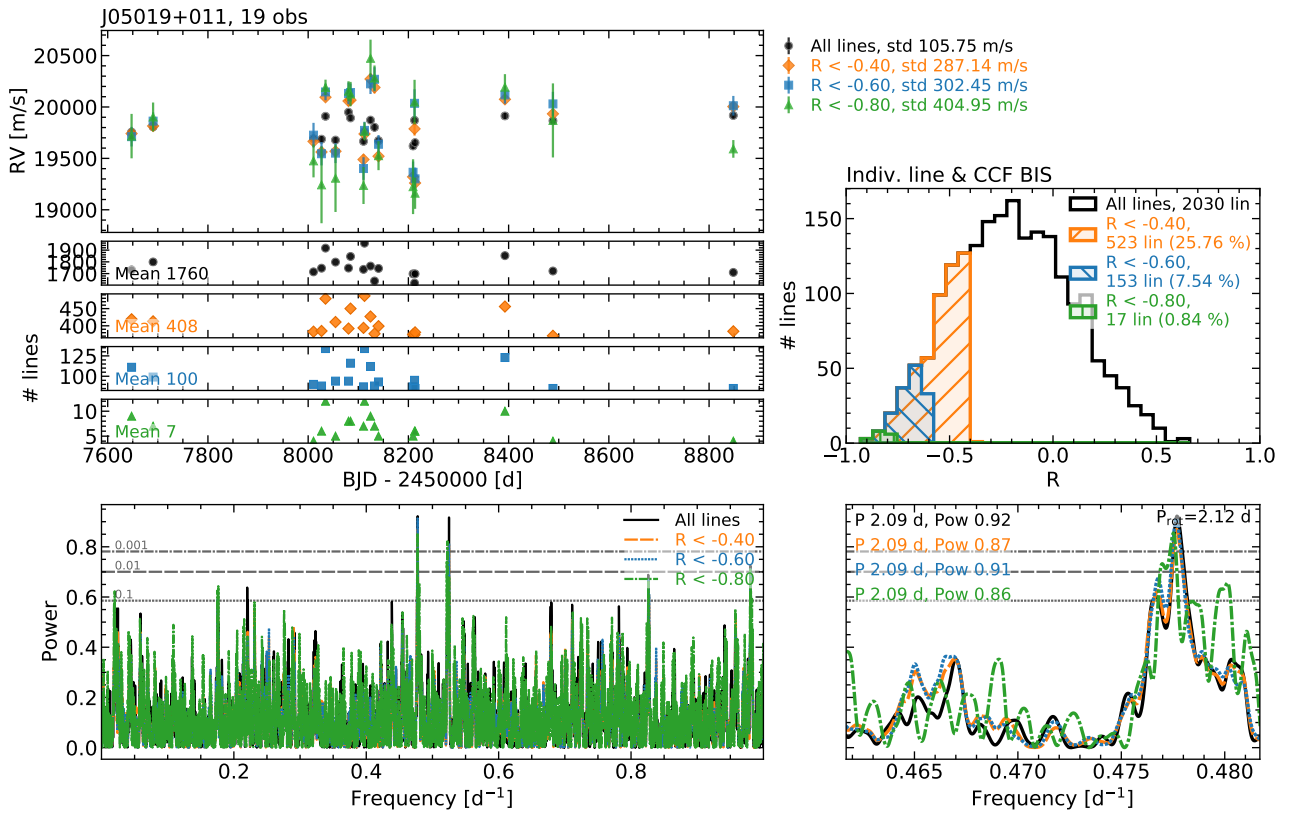 J05019+011, 19 obs
20500
20000
19500
19000
RV [m/s]
All lines, std 105.75 m/s
R < -0.40, std 287.14 m/s
R < -0.60, std 302.45 m/s
R < -0.80, std 404.95 m/s
1900
1800
1700
Mean 1760
450
400
Mean 408
125
100
Mean 100
10
5
Mean 7
# lines
7600 7800 8000 8200 8400 8600 8800
BJD - 2450000 [d]
Indiv. line & CCF BIS
150
100
50
0
# lines
All lines, 2030 lin
R < -0.40,
523 lin (25.76 %)
R < -0.60,
153 lin (7.54 %)
R < -0.80,
17 lin (0.84 %)
−1.0 −0.5 0.0 0.5 1.0
R
0.8
0.6
0.4
0.2
0.0
Power
0.001
0.01
0.1
All lines
R < -0.40
R < -0.60
R < -0.80
0.2 0.4 0.6 0.8
Frequency [d⁻¹]
P 2.09 d, Pow 0.92
P 2.09 d, Pow 0.87
P 2.09 d, Pow 0.91
P 2.09 d, Pow 0.86
P_rot=2.12 d
0.465 0.470 0.475 0.480
Frequency [d⁻¹]